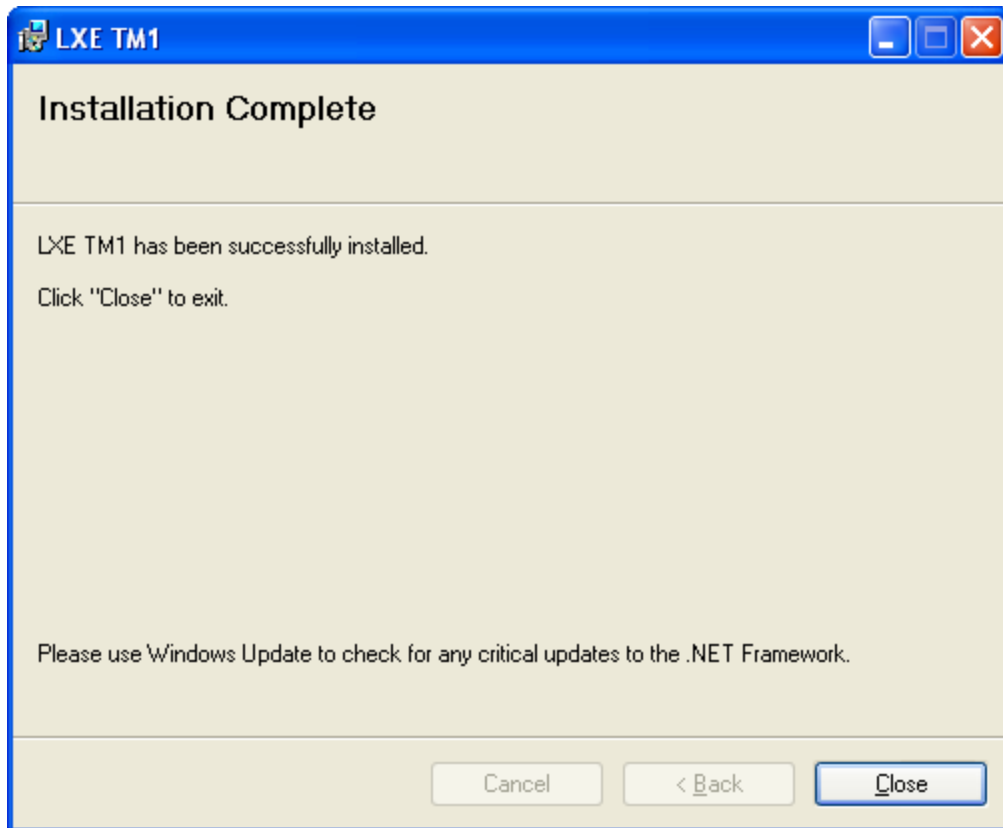 LXE TM1
Installation Complete
LXE TM1 has been successfully installed.
Click "Close" to exit.
Please use Windows Update to check for any critical updates to the .NET Framework.
Cancel
< Back
Close